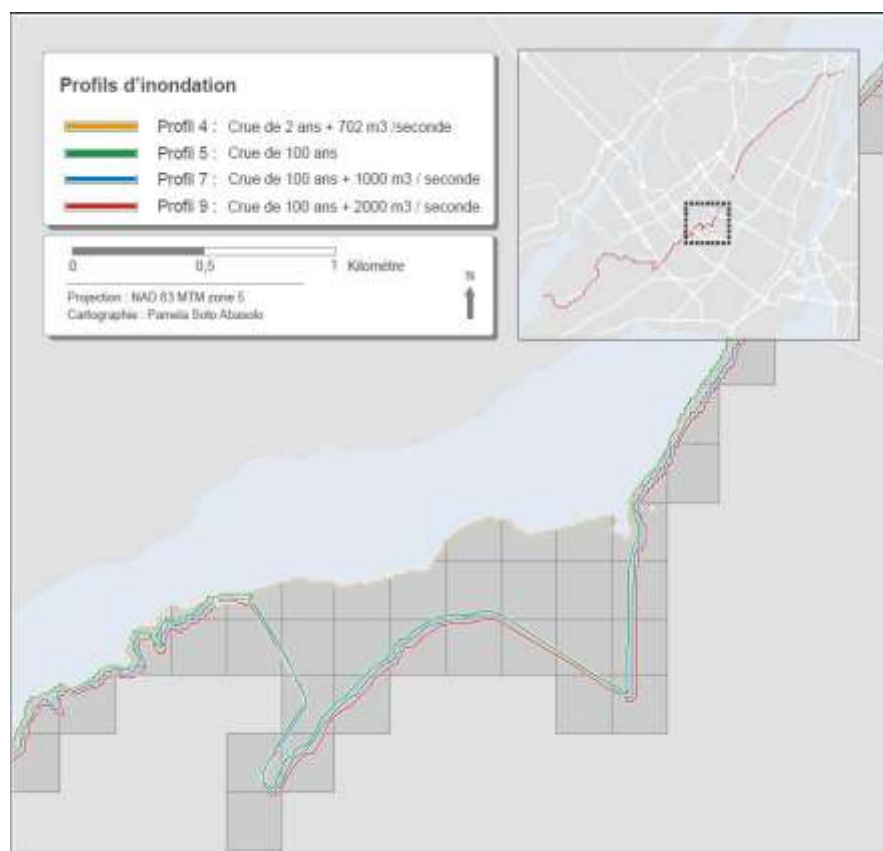 Profils d'inondation
Profil 4 : Crue de 2 ans + 702 m3 /seconde
Profil 5 : Crue de 100 ans
Profil 7 : Crue de 100 ans + 1000 m3 / seconde
Profil 9 : Crue de 100 ans + 2000 m3 / seconde
0 0,5 1 Kilomètre
N
Projection : NAD 83 MTM zone 5
Cartographie : Pamela Soto Abasolo